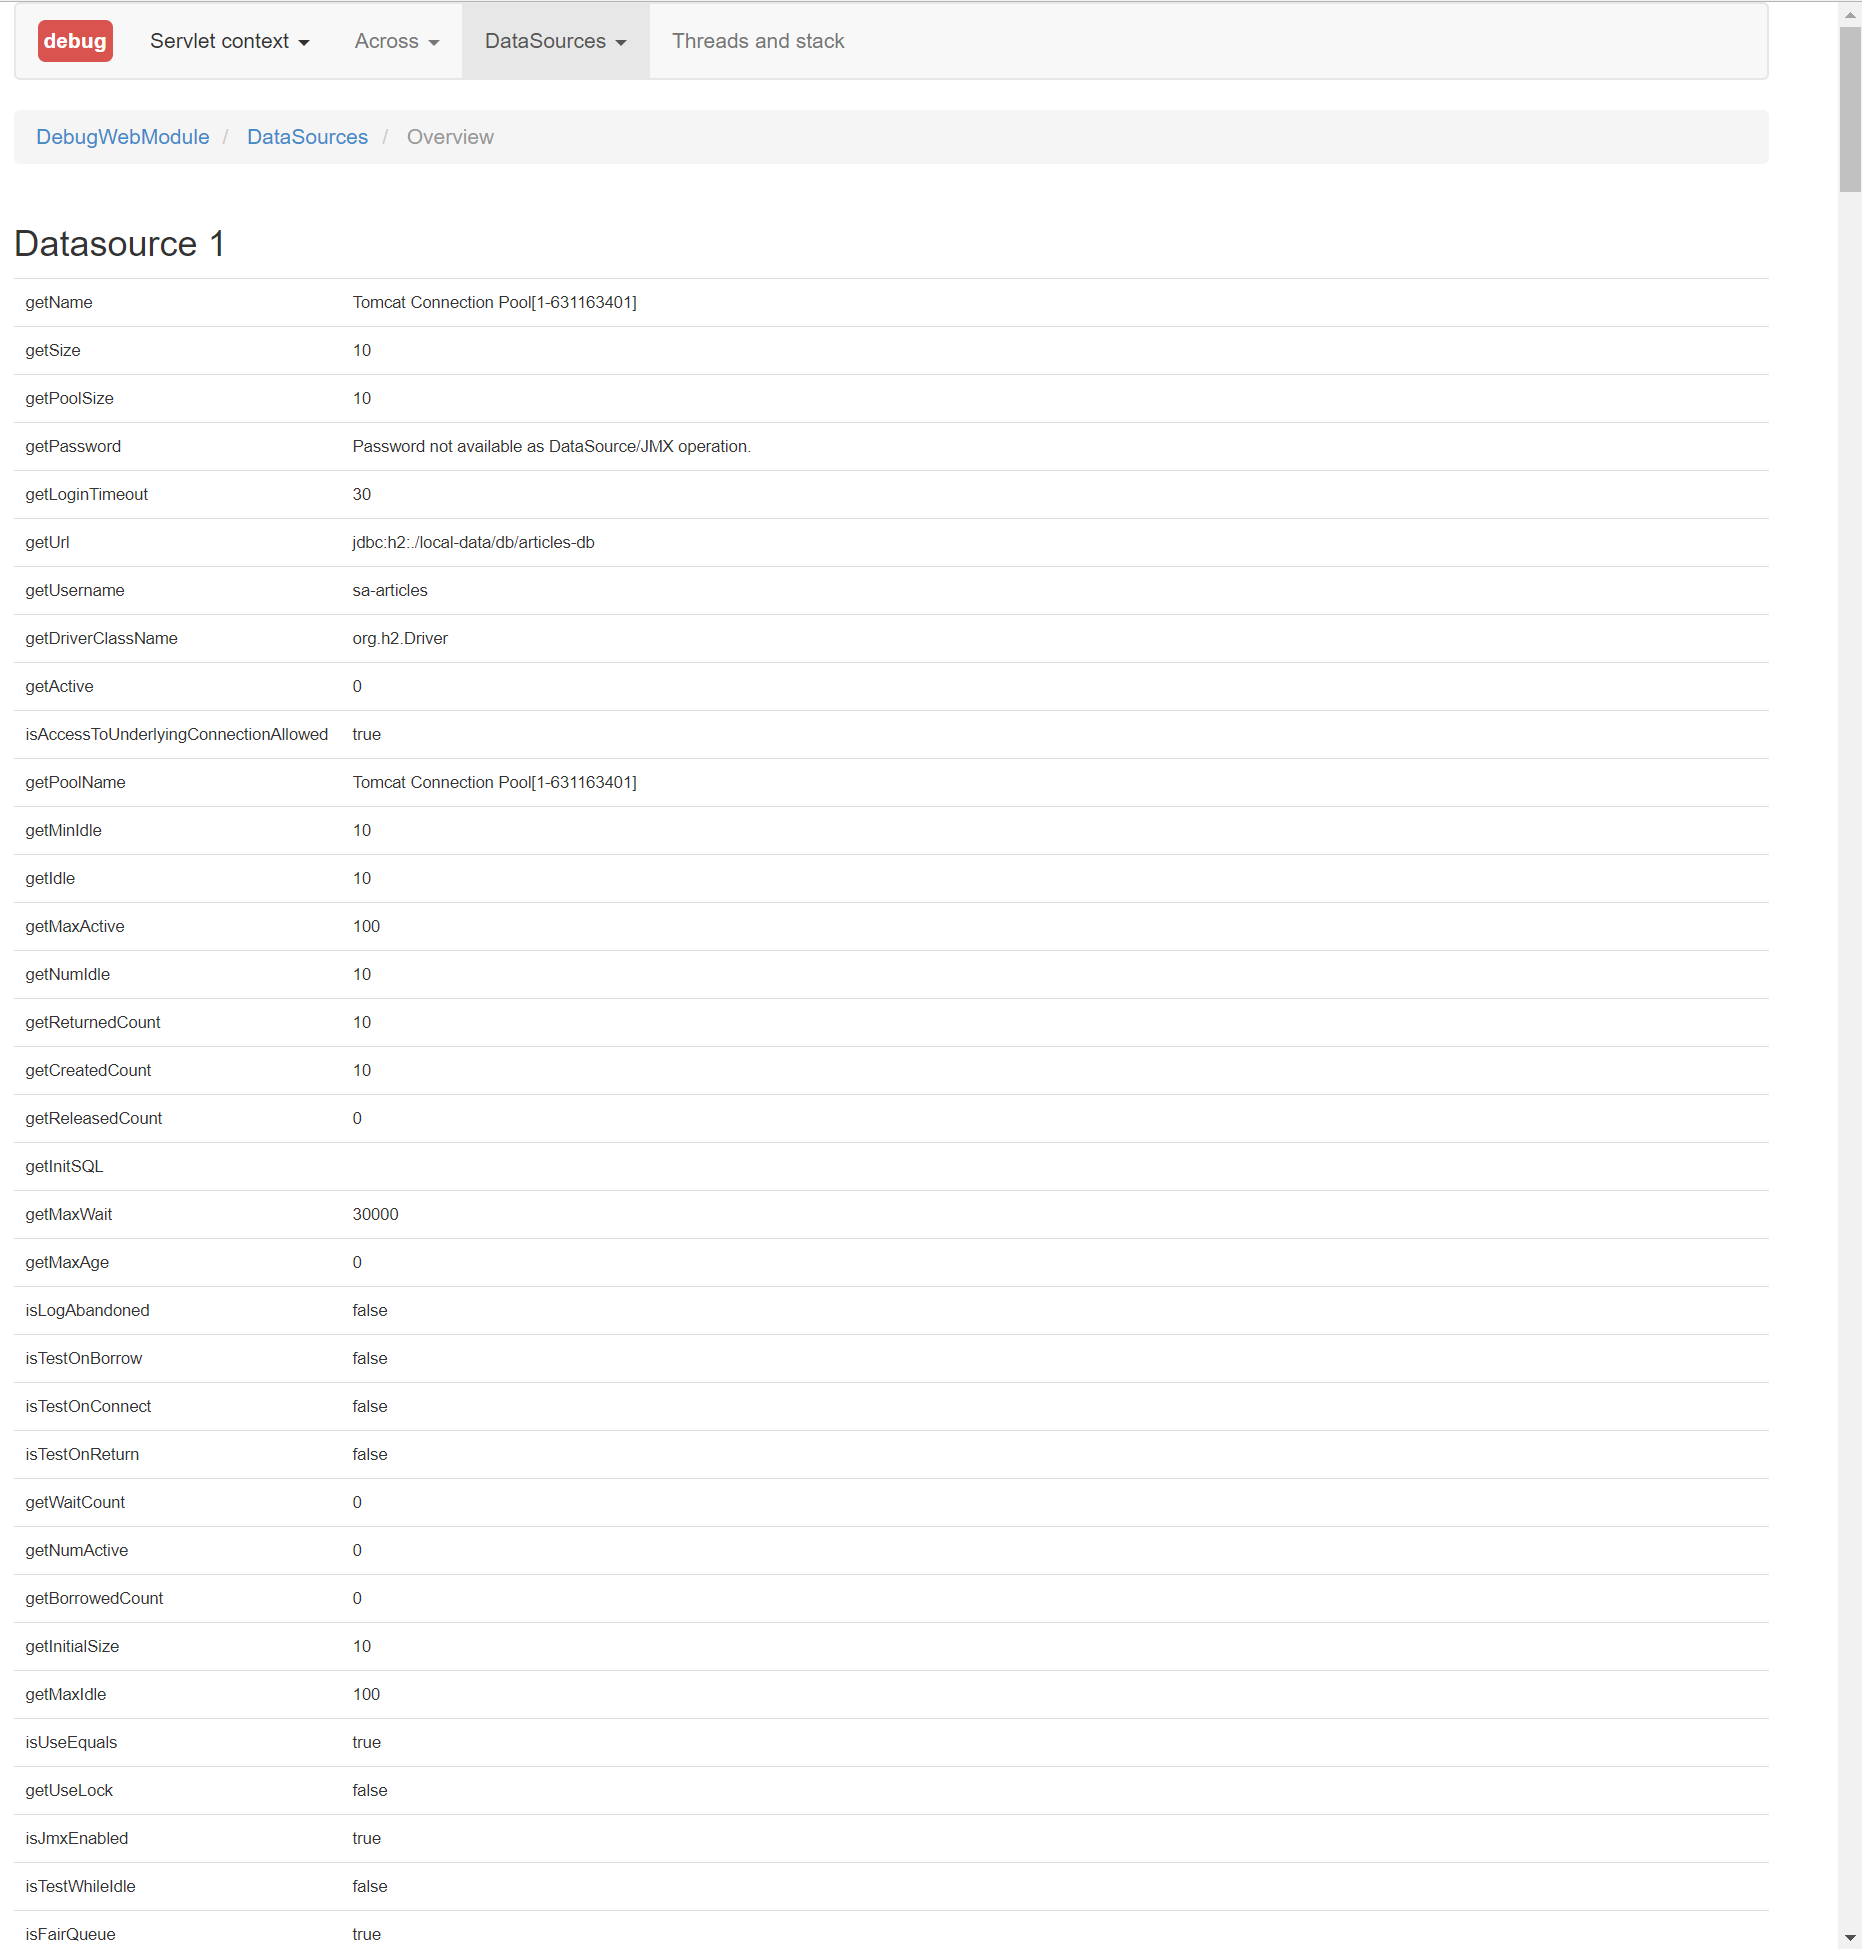 debug Servlet context Across DataSources Threads and stack
DebugWebModule / DataSources / Overview
Datasource 1
getName Tomcat Connection Pool[1-631163401]
getSize 10
getPoolSize 10
getPassword Password not available as DataSource/JMX operation.
getLoginTimeout 30
getUrl jdbc:h2:./local-data/db/articles-db
getUsername sa-articles
getDriverClassName org.h2.Driver
getActive 0
isAccessToUnderlyingConnectionAllowed true
getPoolName Tomcat Connection Pool[1-631163401]
getMinIdle 10
getIdle 10
getMaxActive 100
getNumIdle 10
getReturnedCount 10
getCreatedCount 10
getReleasedCount 0
getInitSQL
getMaxWait 30000
getMaxAge 0
isLogAbandoned false
isTestOnBorrow false
isTestOnConnect false
isTestOnReturn false
getWaitCount 0
getNumActive 0
getBorrowedCount 0
getInitialSize 10
getMaxIdle 100
isUseEquals true
getUseLock false
isJmxEnabled true
isTestWhileIdle false
isFairQueue true